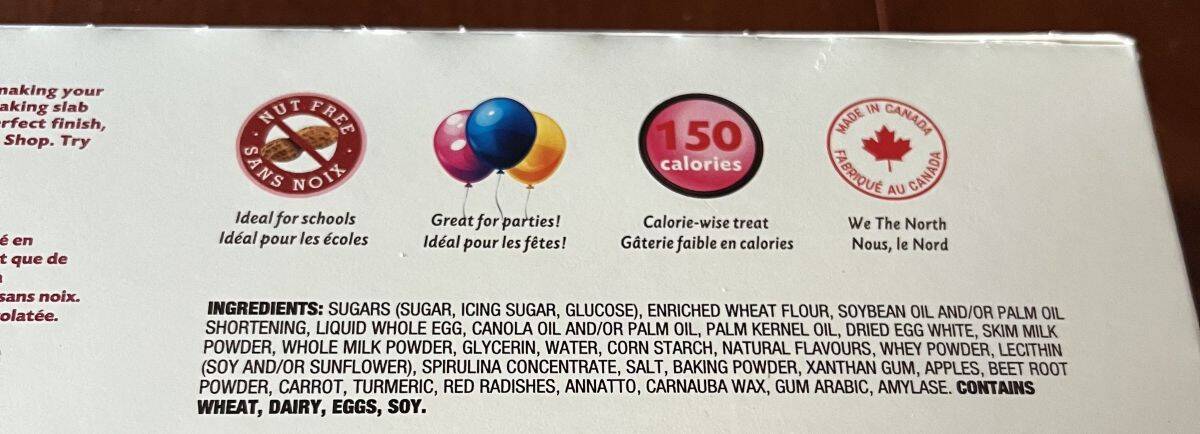 making your
aking slab
rfect finish,
Shop. Try
é en
t que de
sans noix.
olatée.
NUT FREE
SANS NOIX
Ideal for schools
Idéal pour les écoles
Great for parties!
Idéal pour les fêtes!
150
calories
Calorie-wise treat
Gâterie faible en calories
MADE IN CANADA
FABRIQUÉ AU CANADA
We The North
Nous, le Nord
INGREDIENTS: SUGARS (SUGAR, ICING SUGAR, GLUCOSE), ENRICHED WHEAT FLOUR, SOYBEAN OIL AND/OR PALM OIL
SHORTENING, LIQUID WHOLE EGG, CANOLA OIL AND/OR PALM OIL, PALM KERNEL OIL, DRIED EGG WHITE, SKIM MILK
POWDER, WHOLE MILK POWDER, GLYCERIN, WATER, CORN STARCH, NATURAL FLAVOURS, WHEY POWDER, LECITHIN
(SOY AND/OR SUNFLOWER), SPIRULINA CONCENTRATE, SALT, BAKING POWDER, XANTHAN GUM, APPLES, BEET ROOT
POWDER, CARROT, TURMERIC, RED RADISHES, ANNATTO, CARNAUBA WAX, GUM ARABIC, AMYLASE. CONTAINS
WHEAT, DAIRY, EGGS, SOY.